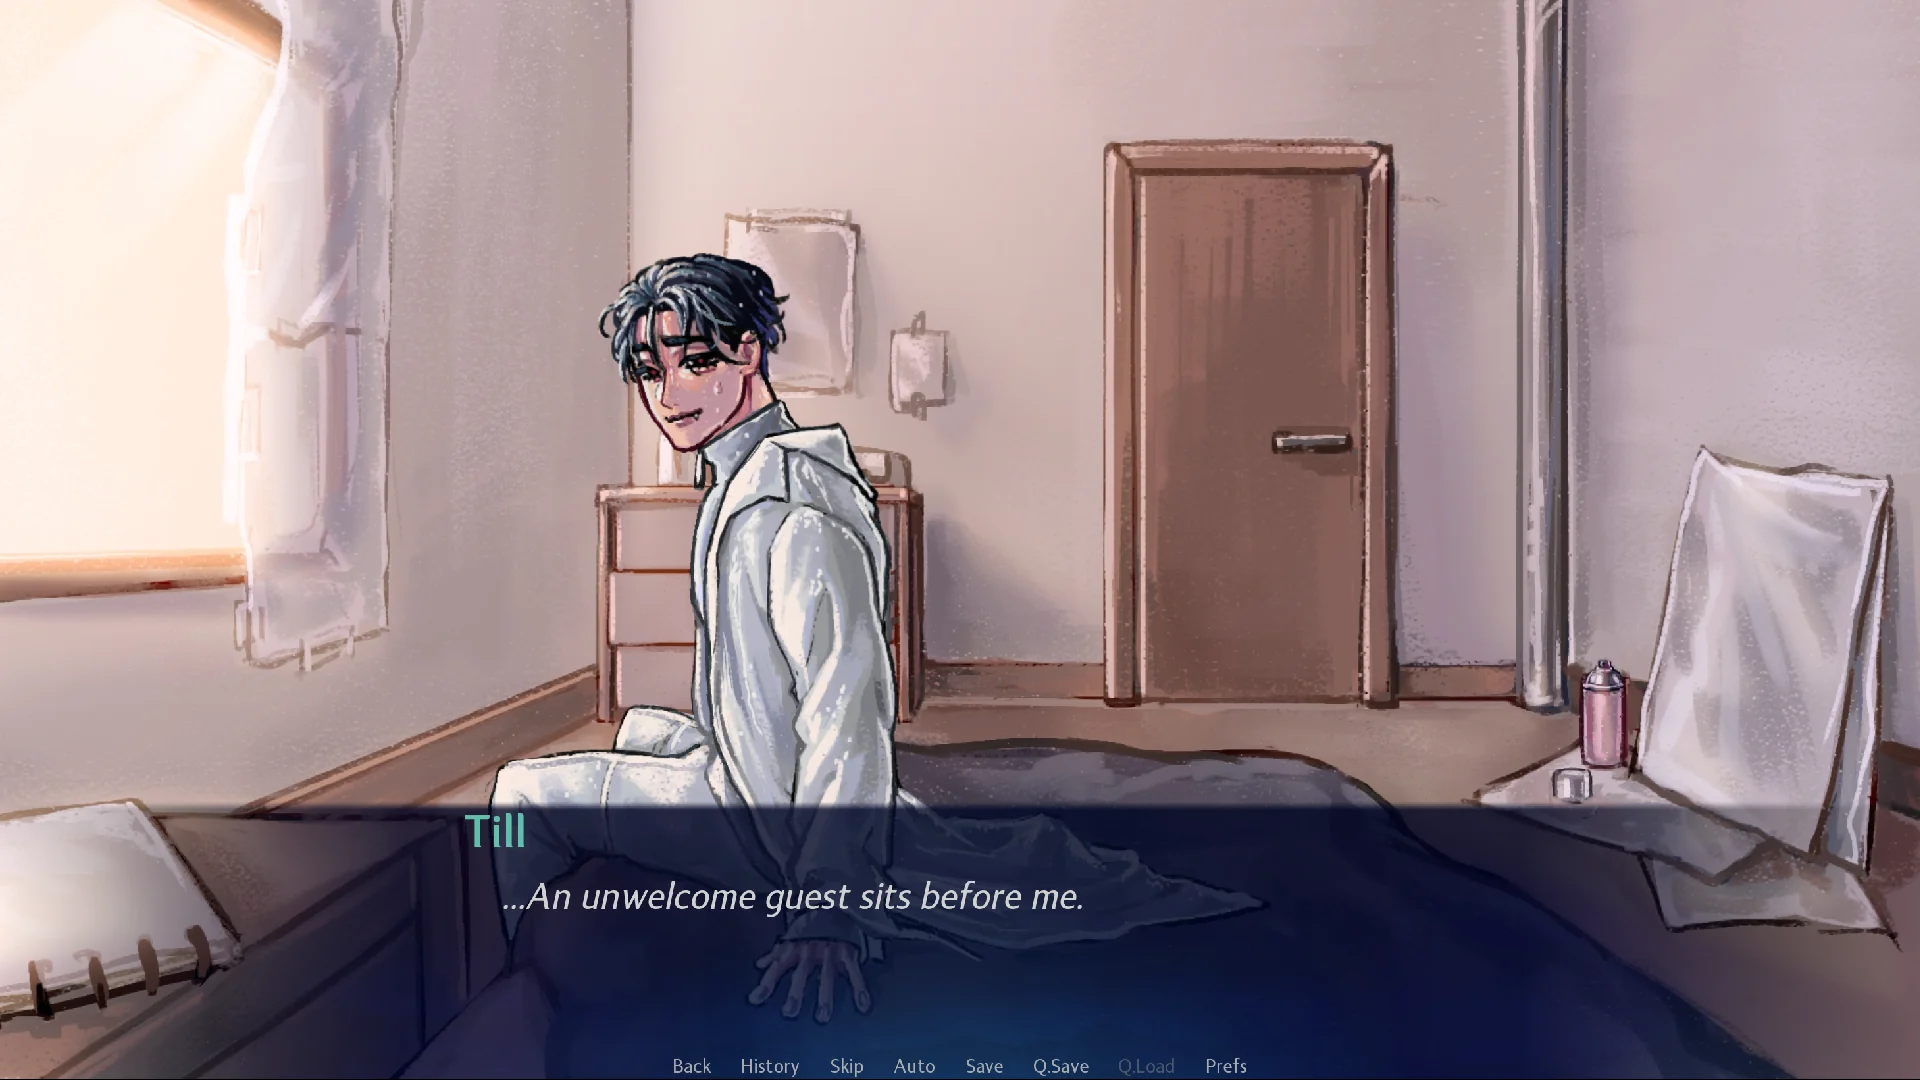 Till
...An unwelcome guest sits before me.
Back History Skip Auto Save Q.Save Q.Load Prefs